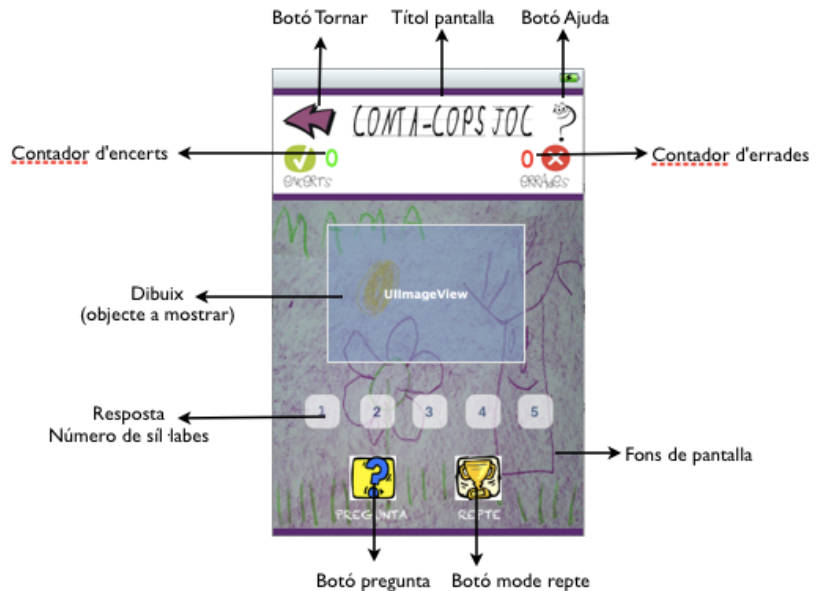 Botó Tornar
Títol pantalla
Botó Ajuda
CONTA-COPS JOC
Contador d'encerts
0
0
Contador d'errades
ENCERTS
ERRADES
MAMA
UIImageView
Dibuix
(objecte a mostrar)
1 2 3 4 5
Resposta
Número de síl·labes
Fons de pantalla
PREGUNTA
REPTE
Botó pregunta
Botó mode repte